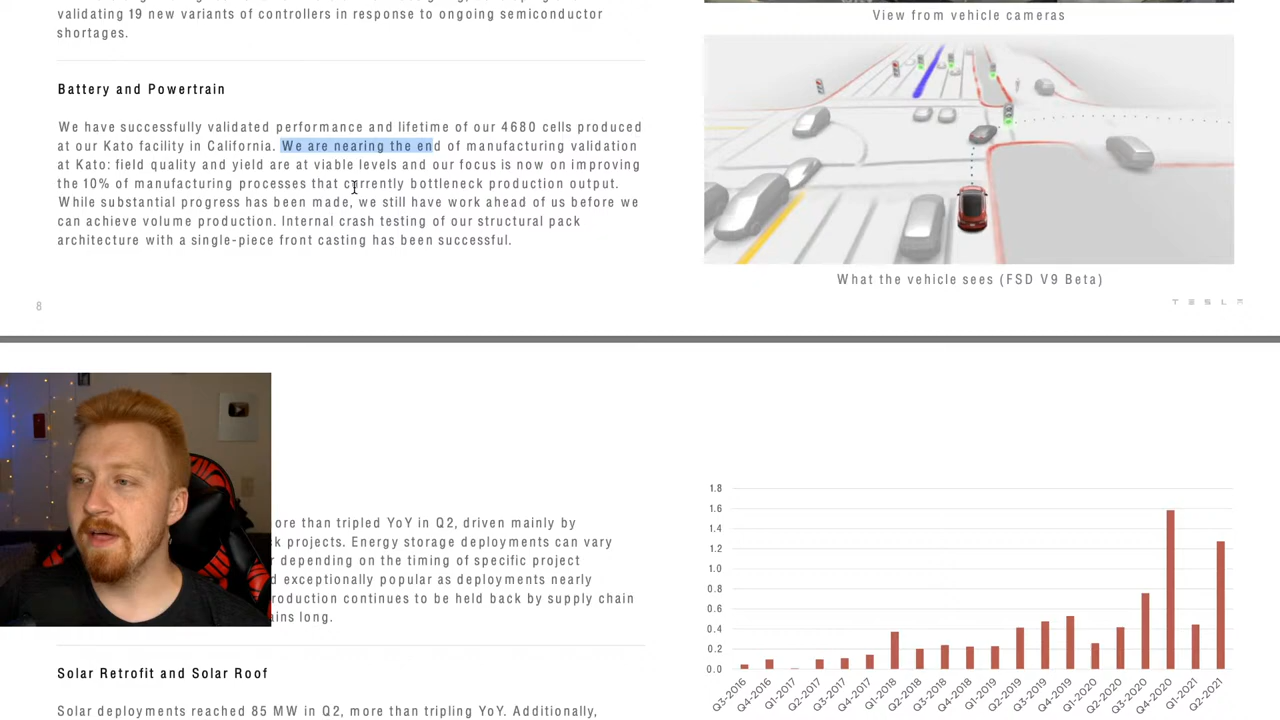 validating 19 new variants of controllers in response to ongoing semiconductor
shortages.
Battery and Powertrain
We have successfully validated performance and lifetime of our 4680 cells produced
at our Kato facility in California. We are nearing the end of manufacturing validation
at Kato: field quality and yield are at viable levels and our focus is now on improving
the 10% of manufacturing processes that currently bottleneck production output.
While substantial progress has been made, we still have work ahead of us before we
can achieve volume production. Internal crash testing of our structural pack
architecture with a single-piece front casting has been successful.
8
View from vehicle cameras
What the vehicle sees (FSD V9 Beta)
TESLA
ore than tripled YoY in Q2, driven mainly by
ck projects. Energy storage deployments can vary
r depending on the timing of specific project
d exceptionally popular as deployments nearly
roduction continues to be held back by supply chain
ains long.
Solar Retrofit and Solar Roof
Solar deployments reached 85 MW in Q2, more than tripling YoY. Additionally,
1.8
1.6
1.4
1.2
1.0
0.8
0.6
0.4
0.2
0.0
Q3-2016
Q4-2016
Q1-2017
Q2-2017
Q3-2017
Q4-2017
Q1-2018
Q2-2018
Q3-2018
Q4-2018
Q1-2019
Q2-2019
Q3-2019
Q4-2019
Q1-2020
Q2-2020
Q3-2020
Q4-2020
Q1-2021
Q2-2021